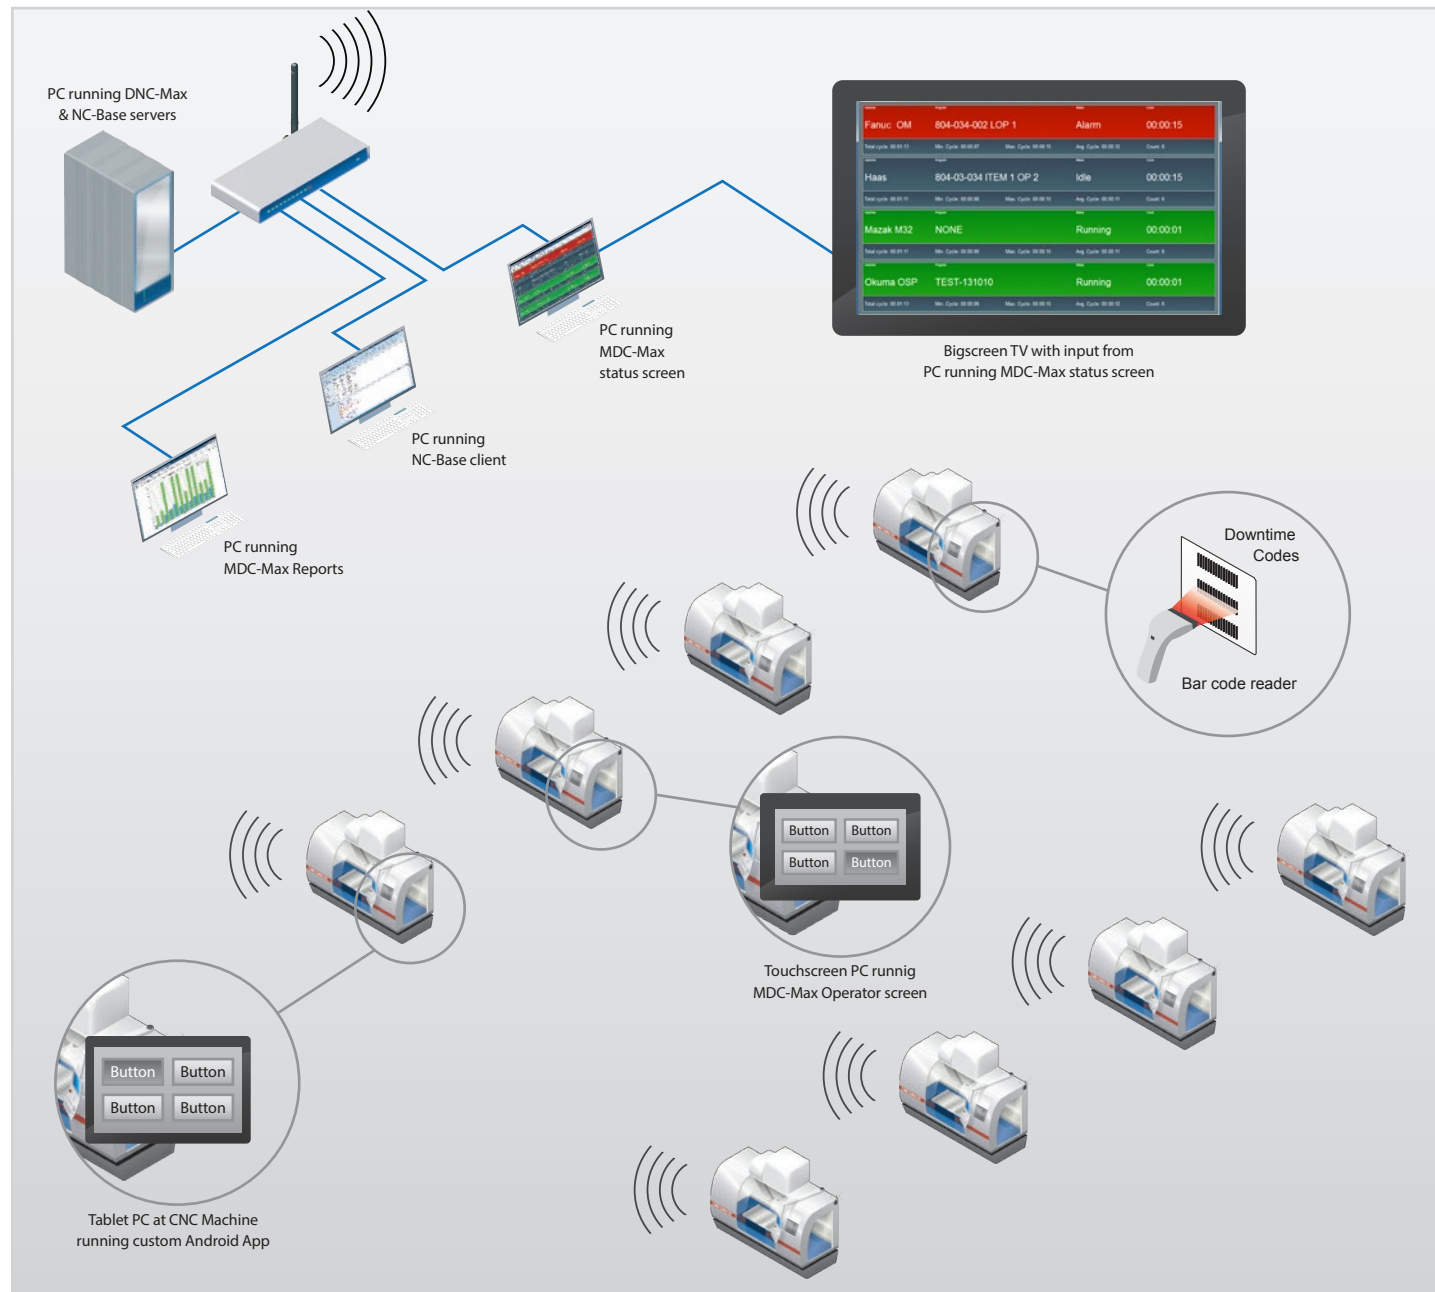 PC running DNC-Max
& NC-Base servers
Fanuc OM 804-034-002 LOP 1 Alarm 00:00:15
Haas 804-03-034 ITEM 1 OP 2 Idle 00:00:15
Mazak M32 NONE Running 00:00:01
Okuma OSP TEST-131010 Running 00:00:01
Bigscreen TV with input from
PC running MDC-Max status screen
PC running
MDC-Max
status screen
PC running
NC-Base client
PC running
MDC-Max Reports
Downtime
Codes
Bar code reader
Button Button
Button Button
Touchscreen PC runnig
MDC-Max Operator screen
Button Button
Button Button
Tablet PC at CNC Machine
running custom Android App